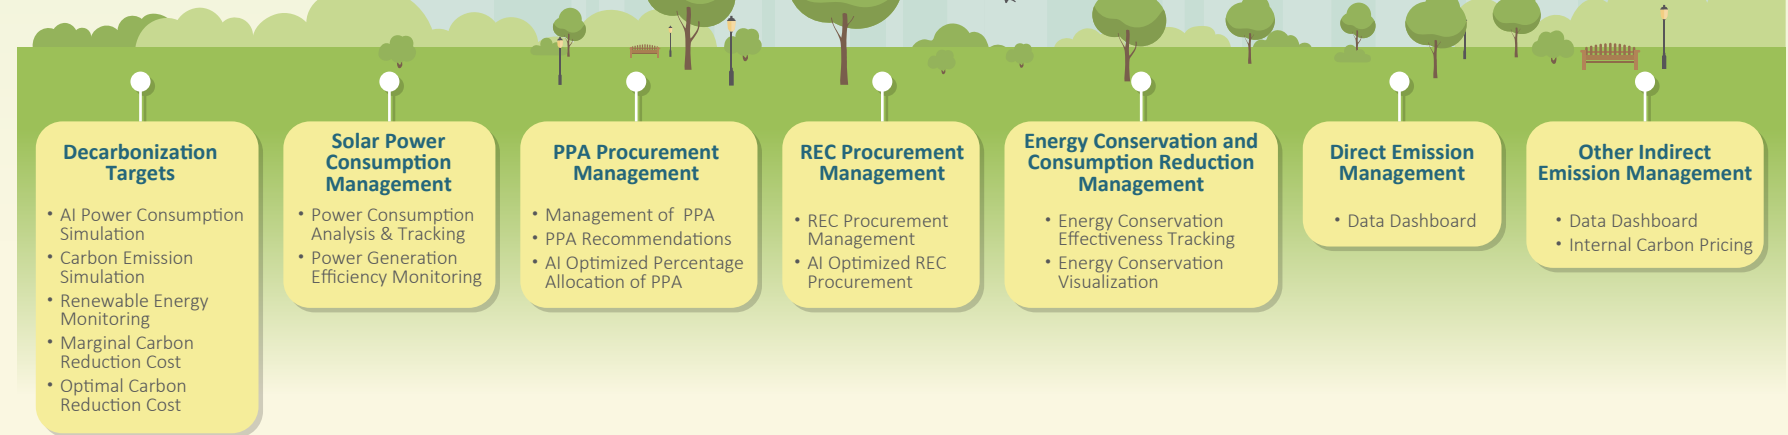 Decarbonization
Targets
• AI Power Consumption
Simulation
• Carbon Emission
Simulation
• Renewable Energy
Monitoring
• Marginal Carbon
Reduction Cost
• Optimal Carbon
Reduction Cost
Solar Power
Consumption
Management
• Power Consumption
Analysis & Tracking
• Power Generation
Efficiency Monitoring
PPA Procurement
Management
• Management of PPA
• PPA Recommendations
• AI Optimized Percentage
Allocation of PPA
REC Procurement
Management
• REC Procurement
Management
• AI Optimized REC
Procurement
Energy Conservation and
Consumption Reduction
Management
• Energy Conservation
Effectiveness Tracking
• Energy Conservation
Visualization
Direct Emission
Management
• Data Dashboard
Other Indirect
Emission Management
• Data Dashboard
• Internal Carbon Pricing